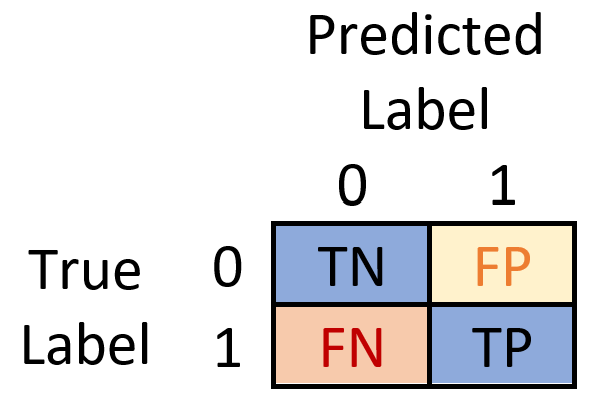 Predicted
Label
0 1
True 0 TN FP
Label 1 FN TP